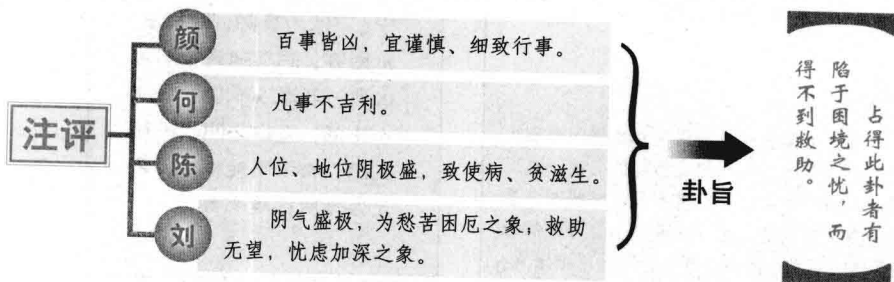 注评
颜
百事皆凶，宜谨慎、细致行事。
何
凡事不吉利。
陈
人位、地位阴极盛，致使病、贫滋生。
刘
阴气盛极，为愁苦困厄之象；救助
无望，忧虑加深之象。
卦旨
占得此卦者有
陷于困境之忧，而
得不到救助。